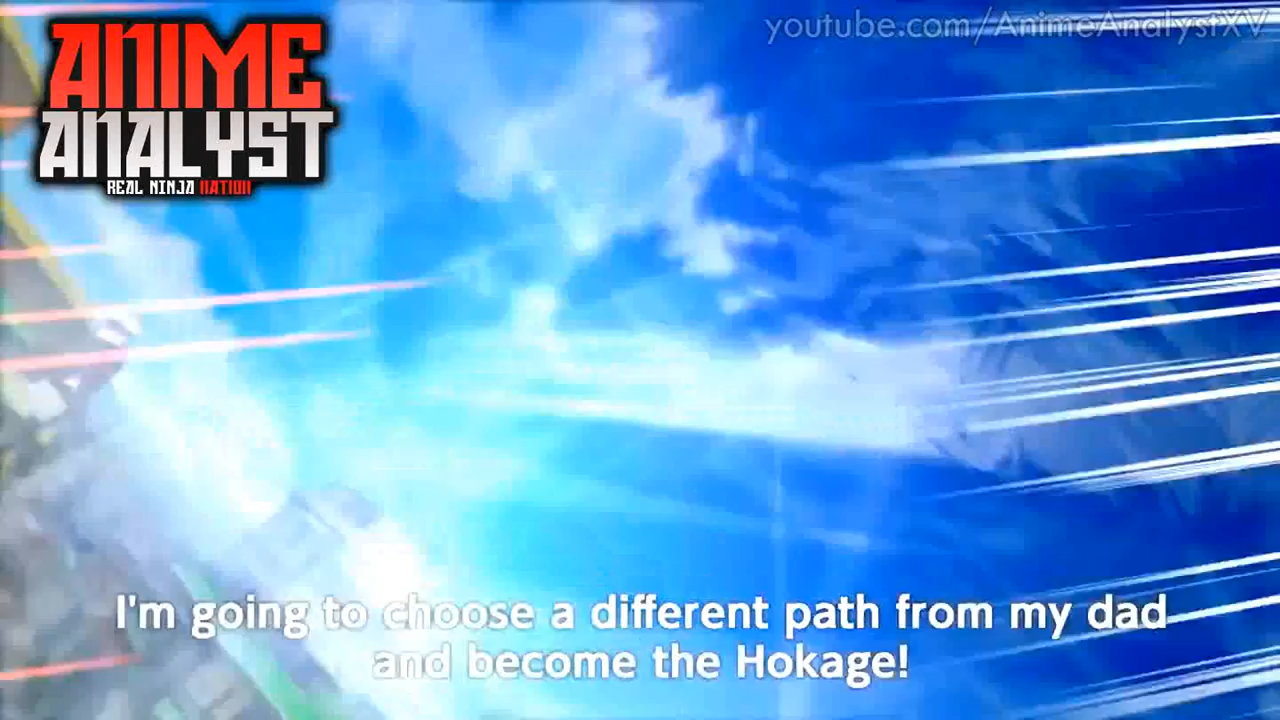 ANIME
ANALYST
REAL NINJA NATION
youtube.com/AnimeAnalystXV
I'm going to choose a different path from my dad
and become the Hokage!